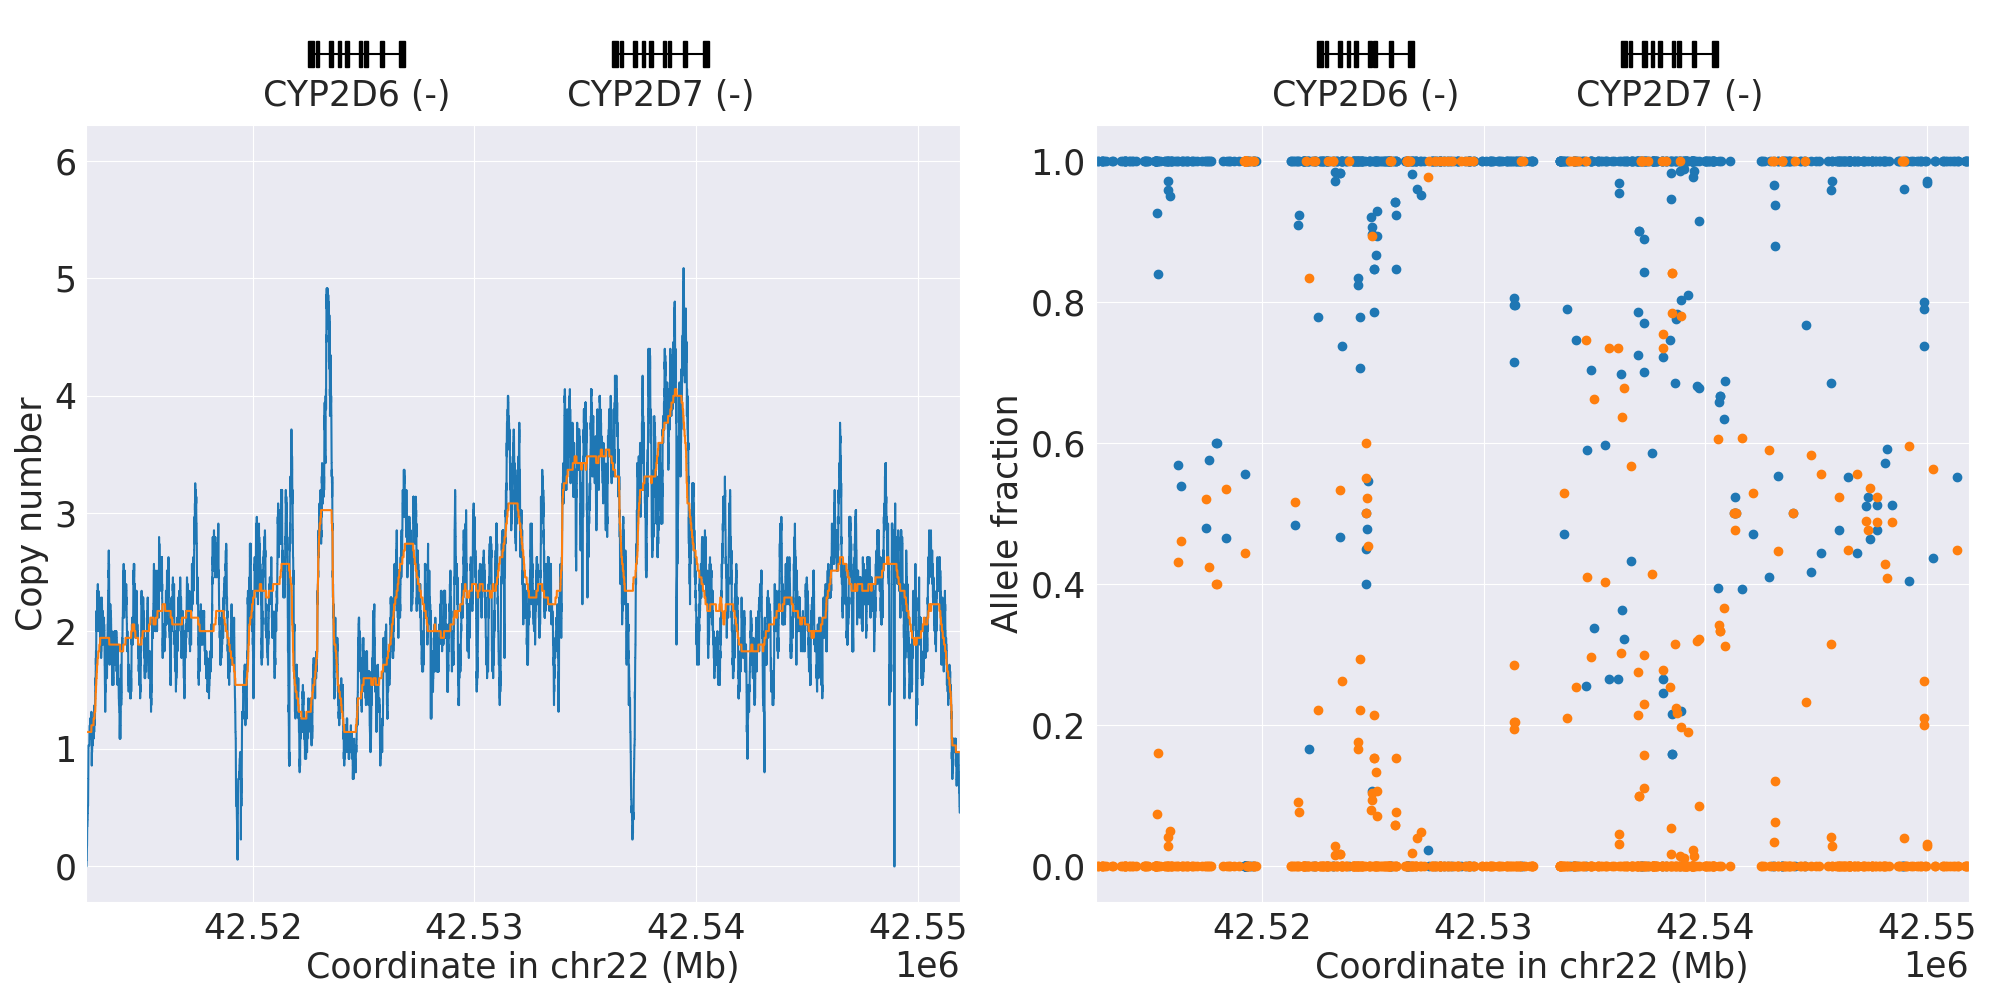 CYP2D6 (-) CYP2D7 (-)
Copy number
6
5
4
3
2
1
0
42.52 42.53 42.54 42.55
Coordinate in chr22 (Mb) 1e6
CYP2D6 (-) CYP2D7 (-)
Allele fraction
1.0
0.8
0.6
0.4
0.2
0.0
42.52 42.53 42.54 42.55
Coordinate in chr22 (Mb) 1e6